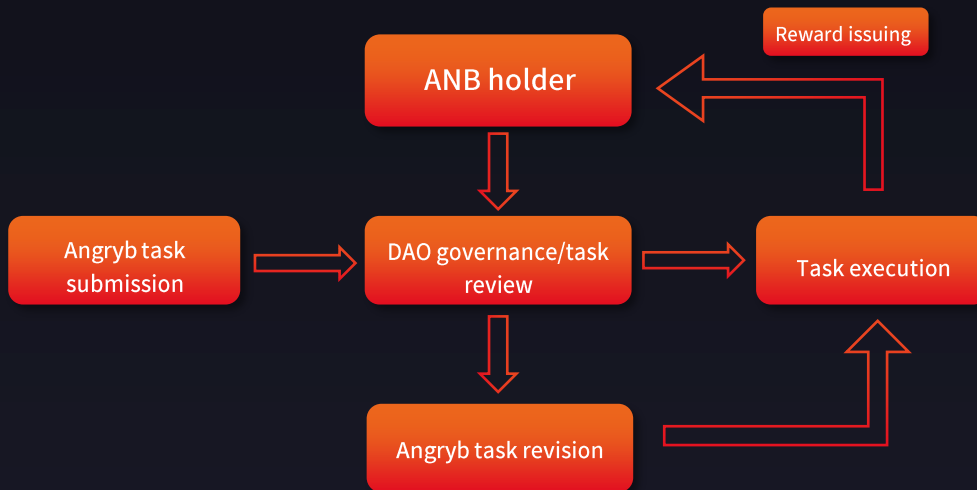 Reward issuing
ANB holder
Angryb task
submission
DAO governance/task
review
Task execution
Angryb task revision